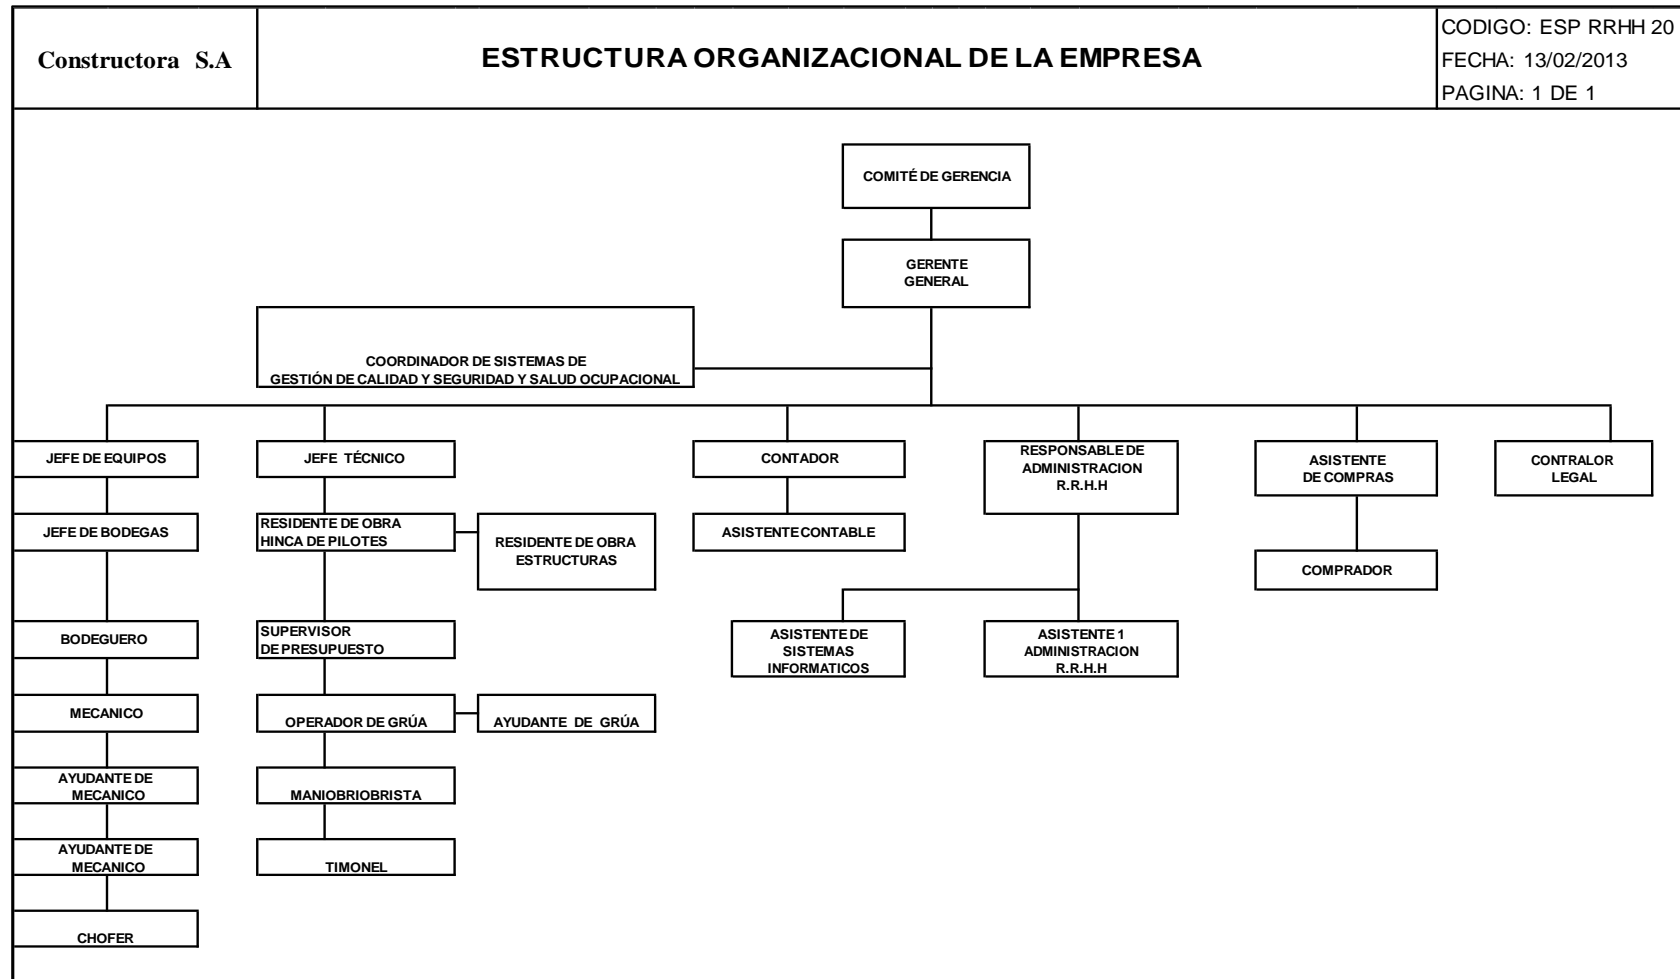 Constructora S.A
ESTRUCTURA ORGANIZACIONAL DE LA EMPRESA
CODIGO: ESP RRHH 20
FECHA: 13/02/2013
PAGINA: 1 DE 1
COMITÉ DE GERENCIA
GERENTE
GENERAL
COORDINADOR DE SISTEMAS DE
GESTIÓN DE CALIDAD Y SEGURIDAD Y SALUD OCUPACIONAL
JEFE DE EQUIPOS
JEFE TÉCNICO
CONTADOR
RESPONSABLE DE
ADMINISTRACION
R.R.H.H
ASISTENTE
DE COMPRAS
CONTRALOR
LEGAL
JEFE DE BODEGAS
RESIDENTE DE OBRA
HINCA DE PILOTES
RESIDENTE DE OBRA
ESTRUCTURAS
ASISTENTE CONTABLE
COMPRADOR
BODEGUERO
SUPERVISOR
DE PRESUPUESTO
ASISTENTE DE
SISTEMAS
INFORMATICOS
ASISTENTE 1
ADMINISTRACION
R.R.H.H
MECANICO
OPERADOR DE GRÚA
AYUDANTE DE GRÚA
AYUDANTE DE
MECANICO
MANIOBRIOBRISTA
AYUDANTE DE
MECANICO
TIMONEL
CHOFER